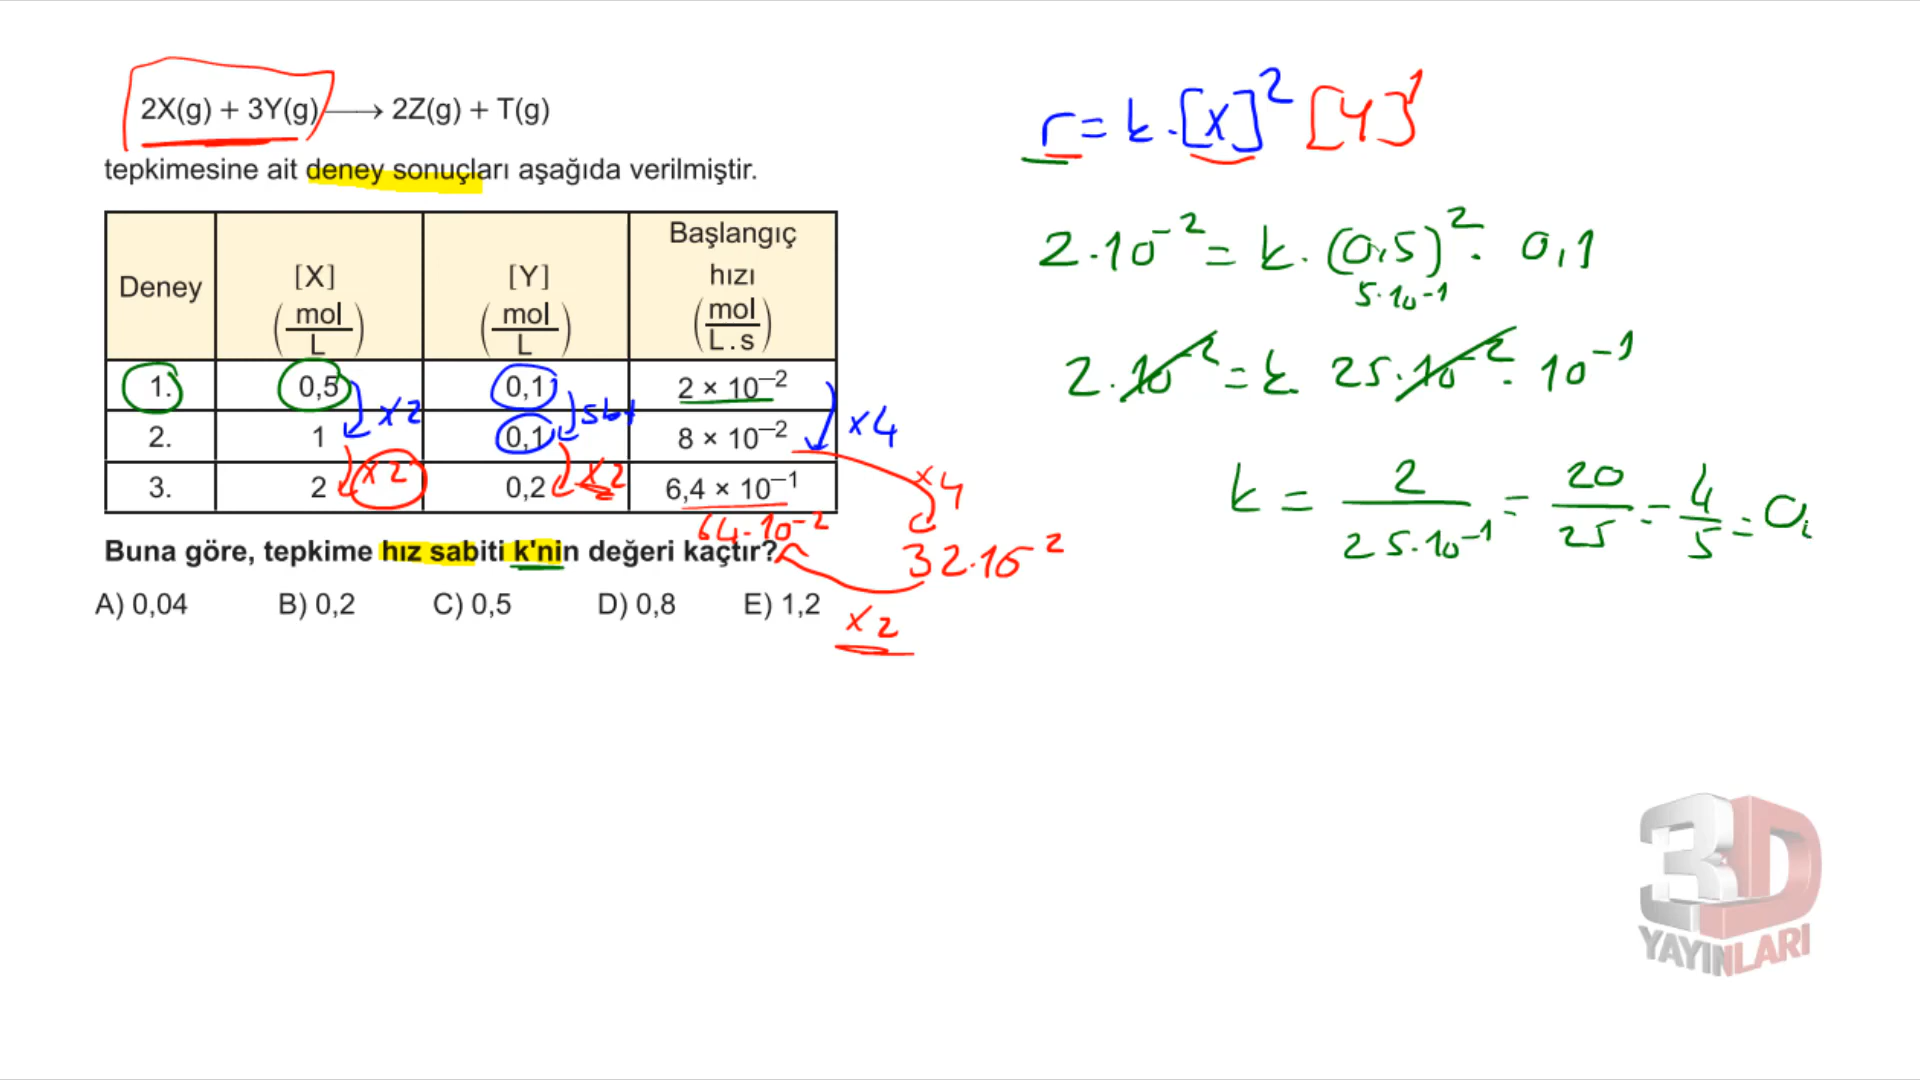 2X(g) + 3Y(g) ⟶ 2Z(g) + T(g)
tepkimesine ait deney sonuçları aşağıda verilmiştir.
Deney [X] (mol/L) [Y] (mol/L) Başlangıç hızı (mol/L.s)
1. 0,5 0,1 2 × 10⁻²
x2 sbt x4
2. 1 0,1 8 × 10⁻²
x2 x2 x4
3. 2 0,2 6,4 × 10⁻¹
64·10⁻²
32·10⁻²
Buna göre, tepkime hız sabiti k'nin değeri kaçtır?
A) 0,04 B) 0,2 C) 0,5 D) 0,8 E) 1,2
x2
r = k·[X]² [Y]¹
2·10⁻² = k·(0,5)²· 0,1
5·10⁻¹
2·10⁻² = k 25·10⁻²·10⁻¹
k = 2/25·10⁻¹ = 20/25 = 4/5 = 0,
3D
YAYINLARI